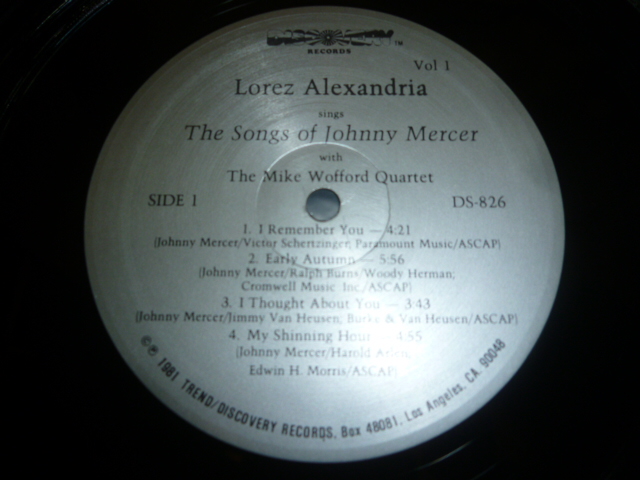 DISCOVERY TM
RECORDS
Vol 1
Lorez Alexandria
sings
The Songs of Johnny Mercer
with
The Mike Wofford Quartet
SIDE 1 DS-826
1. I Remember You — 4:21
(Johnny Mercer/Victor Schertzinger; Paramount Music/ASCAP)
2. Early Autumn — 5:56
(Johnny Mercer/Ralph Burns/Woody Herman;
Cromwell Music Inc./ASCAP)
3. I Thought About You — 3:43
(Johnny Mercer/Jimmy Van Heusen; Burke & Van Heusen/ASCAP)
4. My Shinning Hour — 4:55
(Johnny Mercer/Harold Arlen;
Edwin H. Morris/ASCAP)
©℗ 1981 TREND/DISCOVERY RECORDS, Box 48081, Los Angeles, CA. 90048